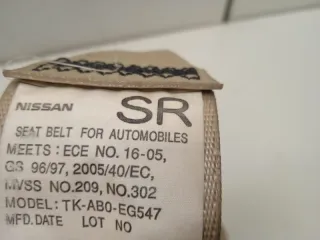 NISSAN SR
SEAT BELT FOR AUTOMOBILES
MEETS : ECE NO. 16-05,
GS 96/97, 2005/40/EC,
MVSS NO.209, NO.302
MODEL: TK-AB0-EG547
MFD.DATE LOT NO